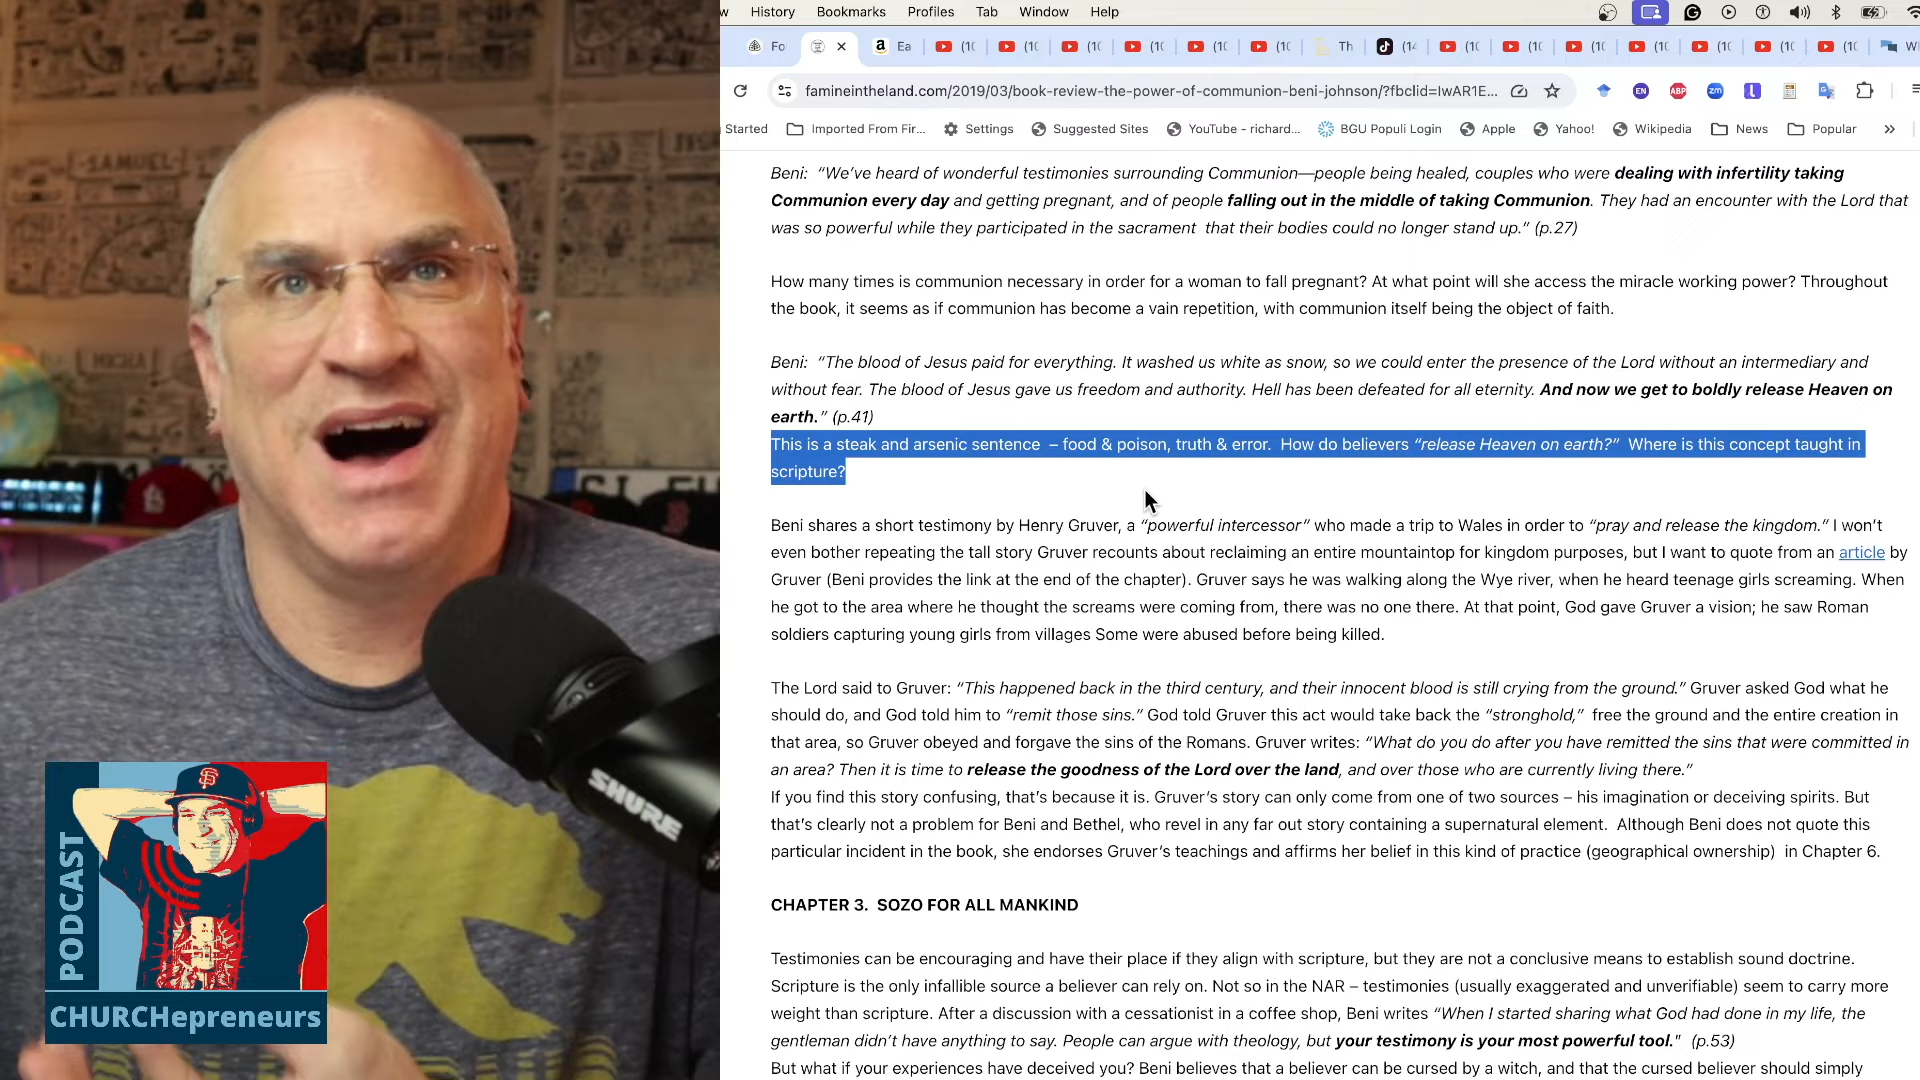 w History Bookmarks Profiles Tab Window Help
Fo
Ea
Th
famineintheland.com/2019/03/book-review-the-power-of-communion-beni-johnson/?fbclid=IwAR1E...
EN ABP zm
Started Imported From Fir... Settings Suggested Sites YouTube - richard... BGU Populi Login Apple Yahoo! Wikipedia News Popular »
Beni: “We’ve heard of wonderful testimonies surrounding Communion—people being healed, couples who were dealing with infertility taking
Communion every day and getting pregnant, and of people falling out in the middle of taking Communion. They had an encounter with the Lord that
was so powerful while they participated in the sacrament that their bodies could no longer stand up.” (p.27)
How many times is communion necessary in order for a woman to fall pregnant? At what point will she access the miracle working power? Throughout
the book, it seems as if communion has become a vain repetition, with communion itself being the object of faith.
Beni: “The blood of Jesus paid for everything. It washed us white as snow, so we could enter the presence of the Lord without an intermediary and
without fear. The blood of Jesus gave us freedom and authority. Hell has been defeated for all eternity. And now we get to boldly release Heaven on
earth.” (p.41)
This is a steak and arsenic sentence – food & poison, truth & error. How do believers “release Heaven on earth?” Where is this concept taught in
scripture?
Beni shares a short testimony by Henry Gruver, a “powerful intercessor” who made a trip to Wales in order to “pray and release the kingdom.” I won’t
even bother repeating the tall story Gruver recounts about reclaiming an entire mountaintop for kingdom purposes, but I want to quote from an article by
Gruver (Beni provides the link at the end of the chapter). Gruver says he was walking along the Wye river, when he heard teenage girls screaming. When
he got to the area where he thought the screams were coming from, there was no one there. At that point, God gave Gruver a vision; he saw Roman
soldiers capturing young girls from villages Some were abused before being killed.
The Lord said to Gruver: “This happened back in the third century, and their innocent blood is still crying from the ground.” Gruver asked God what he
should do, and God told him to “remit those sins.” God told Gruver this act would take back the “stronghold,” free the ground and the entire creation in
that area, so Gruver obeyed and forgave the sins of the Romans. Gruver writes: “What do you do after you have remitted the sins that were committed in
an area? Then it is time to release the goodness of the Lord over the land, and over those who are currently living there.”
If you find this story confusing, that’s because it is. Gruver’s story can only come from one of two sources – his imagination or deceiving spirits. But
that’s clearly not a problem for Beni and Bethel, who revel in any far out story containing a supernatural element. Although Beni does not quote this
particular incident in the book, she endorses Gruver’s teachings and affirms her belief in this kind of practice (geographical ownership) in Chapter 6.
CHAPTER 3. SOZO FOR ALL MANKIND
Testimonies can be encouraging and have their place if they align with scripture, but they are not a conclusive means to establish sound doctrine.
Scripture is the only infallible source a believer can rely on. Not so in the NAR – testimonies (usually exaggerated and unverifiable) seem to carry more
weight than scripture. After a discussion with a cessationist in a coffee shop, Beni writes “When I started sharing what God had done in my life, the
gentleman didn’t have anything to say. People can argue with theology, but your testimony is your most powerful tool.” (p.53)
But what if your experiences have deceived you? Beni believes that a believer can be cursed by a witch, and that the cursed believer should simply
SAMUEL
MICHA
SHURE
PODCAST
CHURCHepreneurs